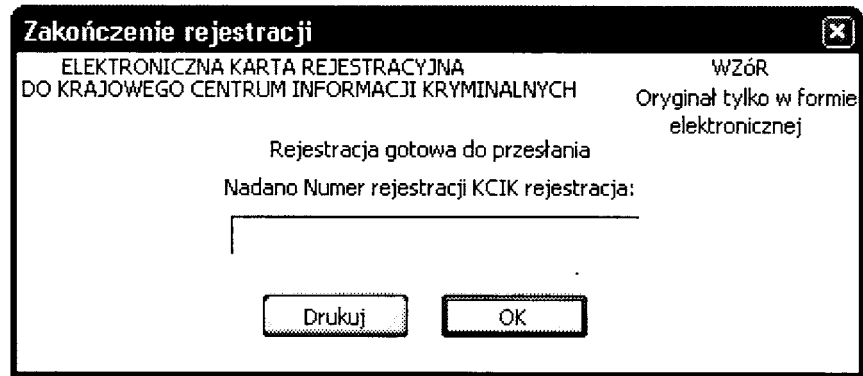 Zakończenie rejestracji
ELEKTRONICZNA KARTA REJESTRACYJNA
DO KRAJOWEGO CENTRUM INFORMACJI KRYMINALNYCH
WZóR
Oryginał tylko w formie
elektronicznej
Rejestracja gotowa do przesłania
Nadano Numer rejestracji KCIK rejestracja:
Drukuj
OK